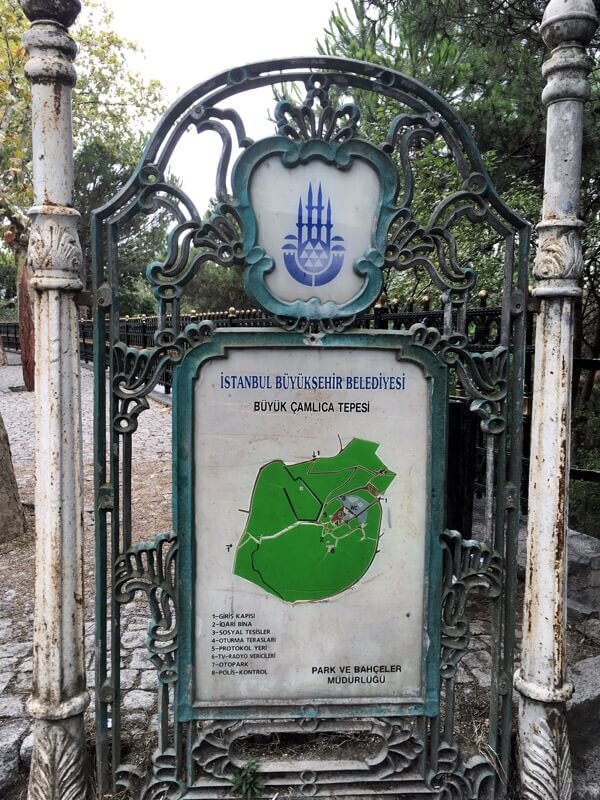 İSTANBUL BÜYÜKŞEHİR BELEDİYESİ
BÜYÜK ÇAMLICA TEPESİ
WC
1-GİRİŞ KAPISI
2-İDARİ BİNA
3-SOSYAL TESİSLER
4-OTURMA TERASLARI
5-PROTOKOL YERİ
6-TV-RADYO VERİCİLERİ
7-OTOPARK
8-POLİS-KONTROL
PARK VE BAHÇELER
MÜDÜRLÜĞÜ